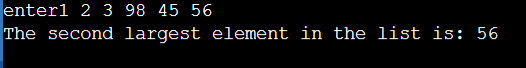 enter1 2 3 98 45 56
The second largest element in the list is: 56